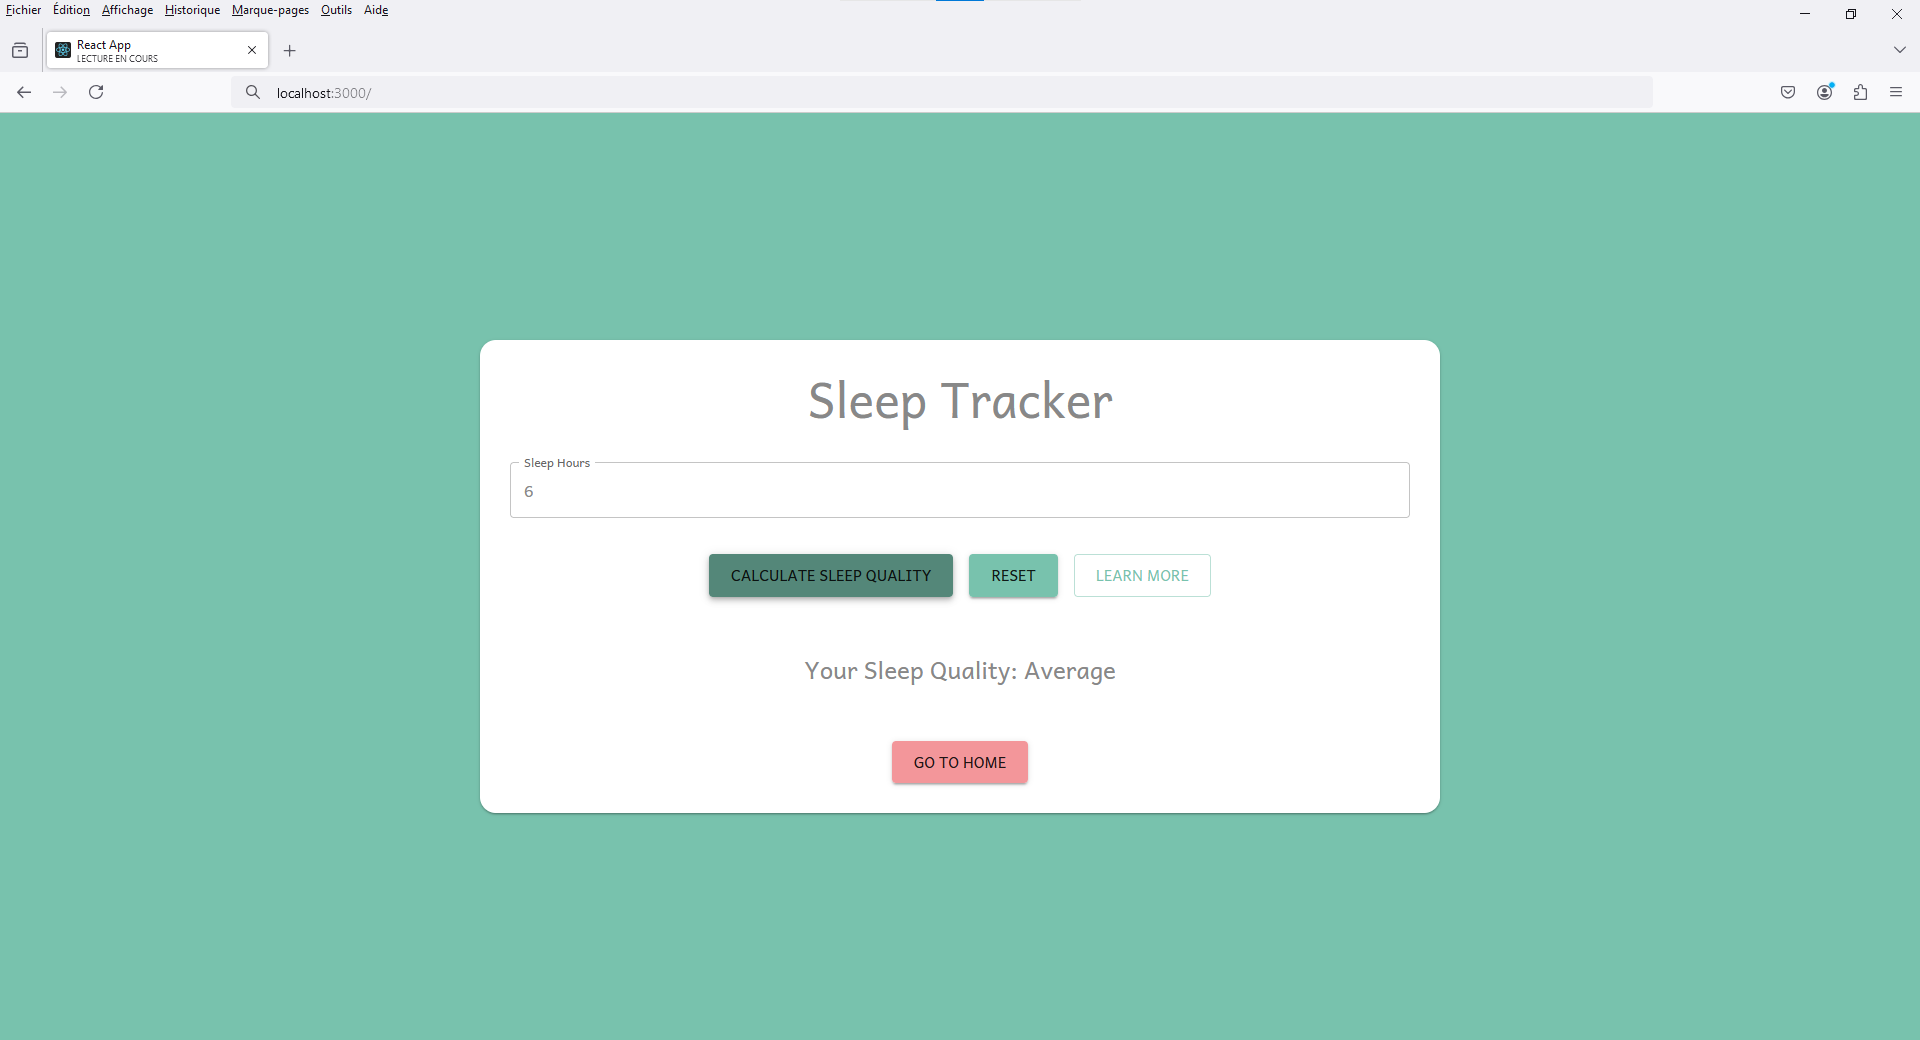 Fichier Édition Affichage Historique Marque-pages Outils Aide
React App
LECTURE EN COURS
localhost:3000/
Sleep Tracker
Sleep Hours
6
CALCULATE SLEEP QUALITY RESET LEARN MORE
Your Sleep Quality: Average
GO TO HOME